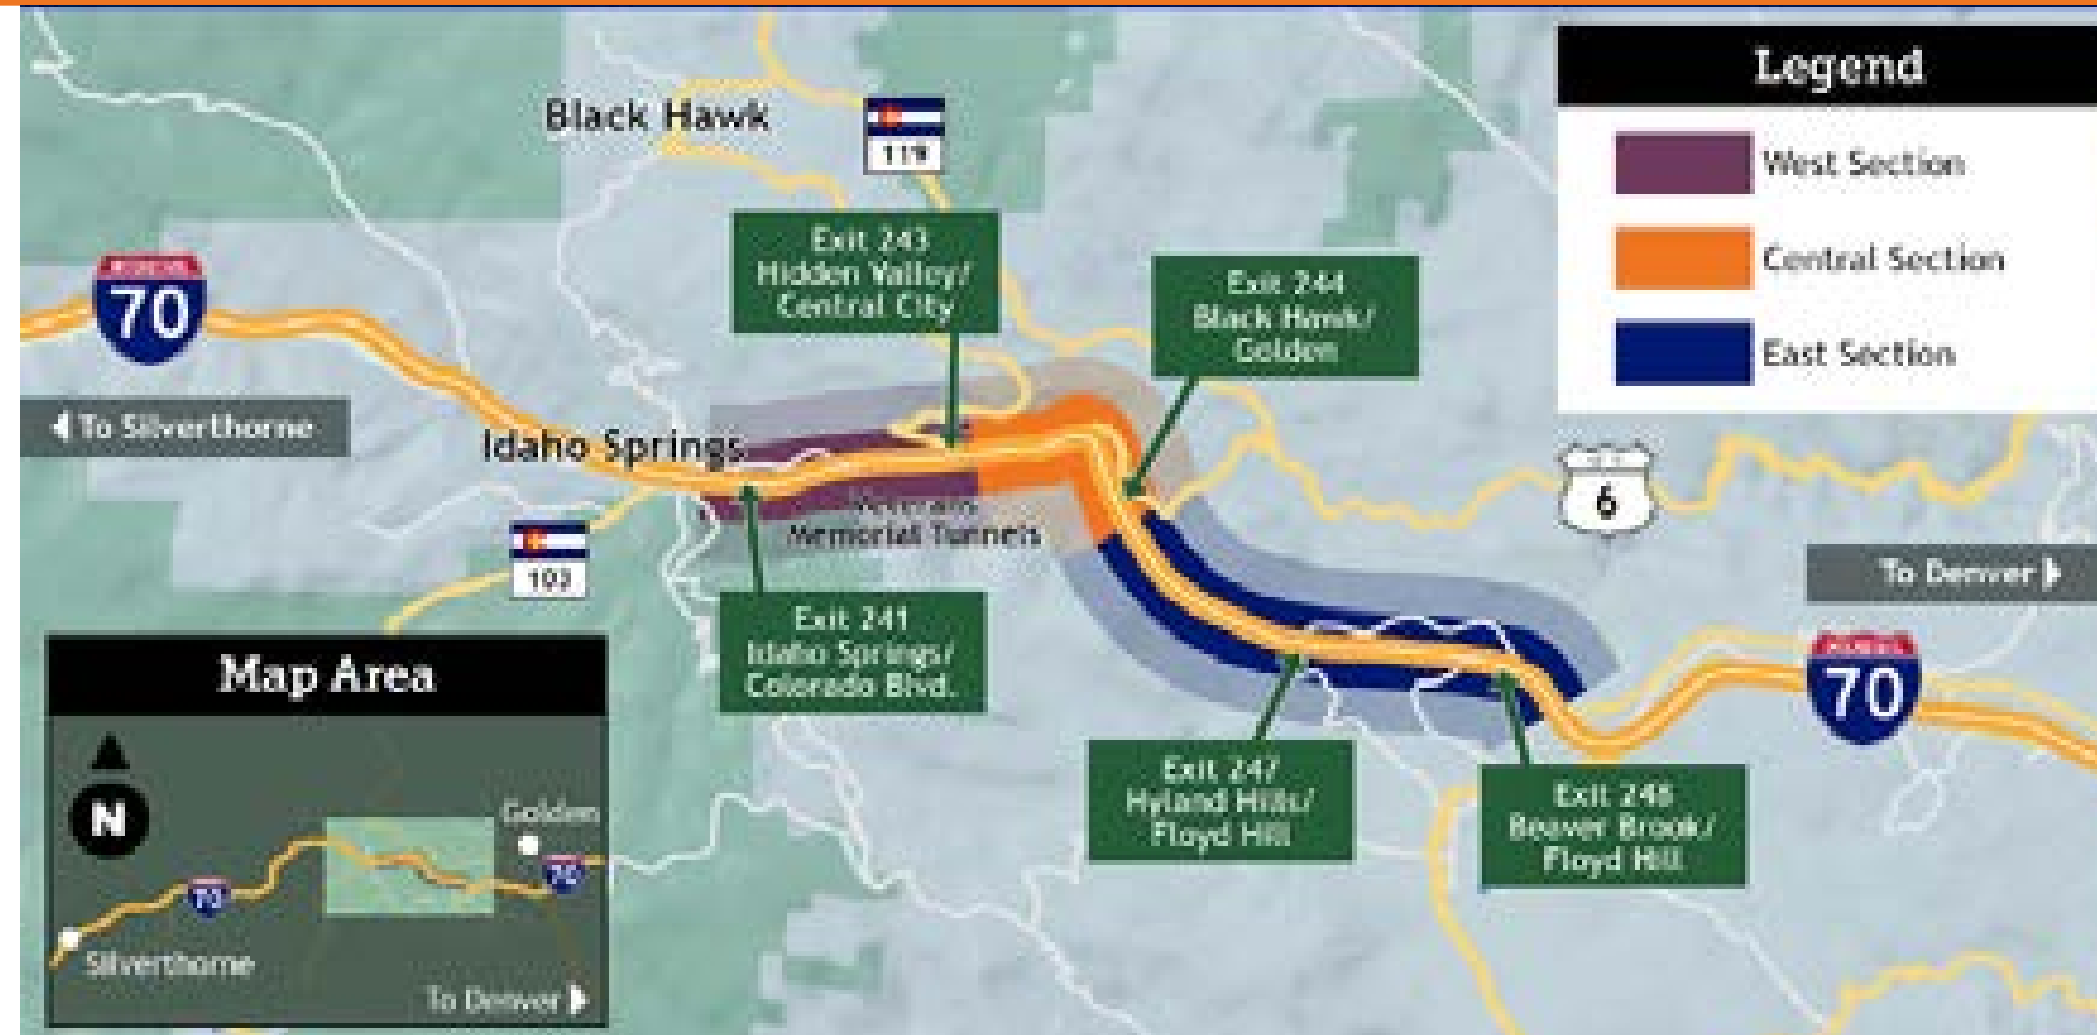 Legend
West Section
Central Section
East Section
Black Hawk
119
Exit 243
Hidden Valley/
Central City
Exit 244
Black Hawk/
Golden
70
To Silverthorne
Idaho Springs
Veterans
Memorial Tunnels
6
103
To Denver
Exit 241
Idaho Springs/
Colorado Blvd.
70
Map Area
N
Golden
70
70
Silverthorne
To Denver
Exit 247
Hyland Hills/
Floyd Hill
Exit 248
Beaver Brook/
Floyd Hill